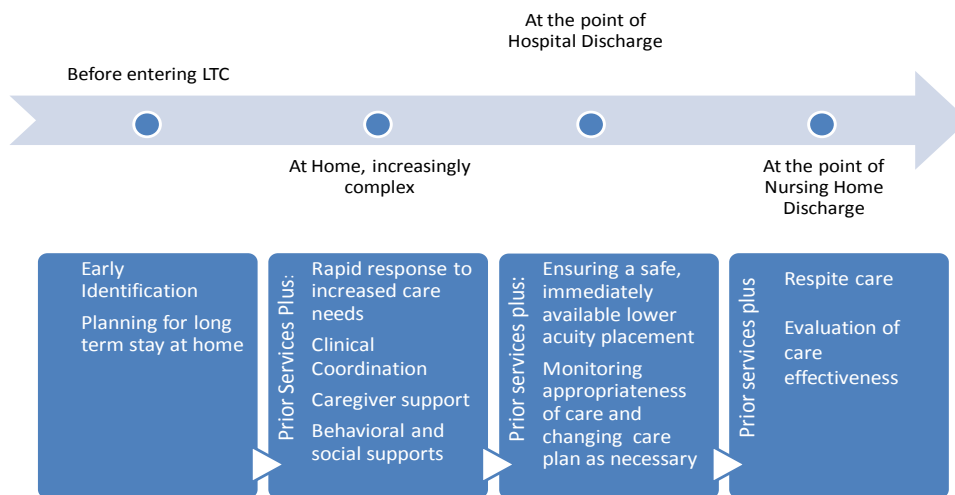 At the point of
Hospital Discharge
Before entering LTC
At Home, increasingly
complex
At the point of
Nursing Home
Discharge
Early
Identification
Planning for long
term stay at home
Prior Services Plus:
Rapid response to
increased care
needs
Clinical
Coordination
Caregiver support
Behavioral and
social supports
Prior services plus:
Ensuring a safe,
immediately
available lower
acuity placement
Monitoring
appropriateness
of care and
changing care
plan as necessary
Prior services plus
Respite care
Evaluation of
care
effectiveness